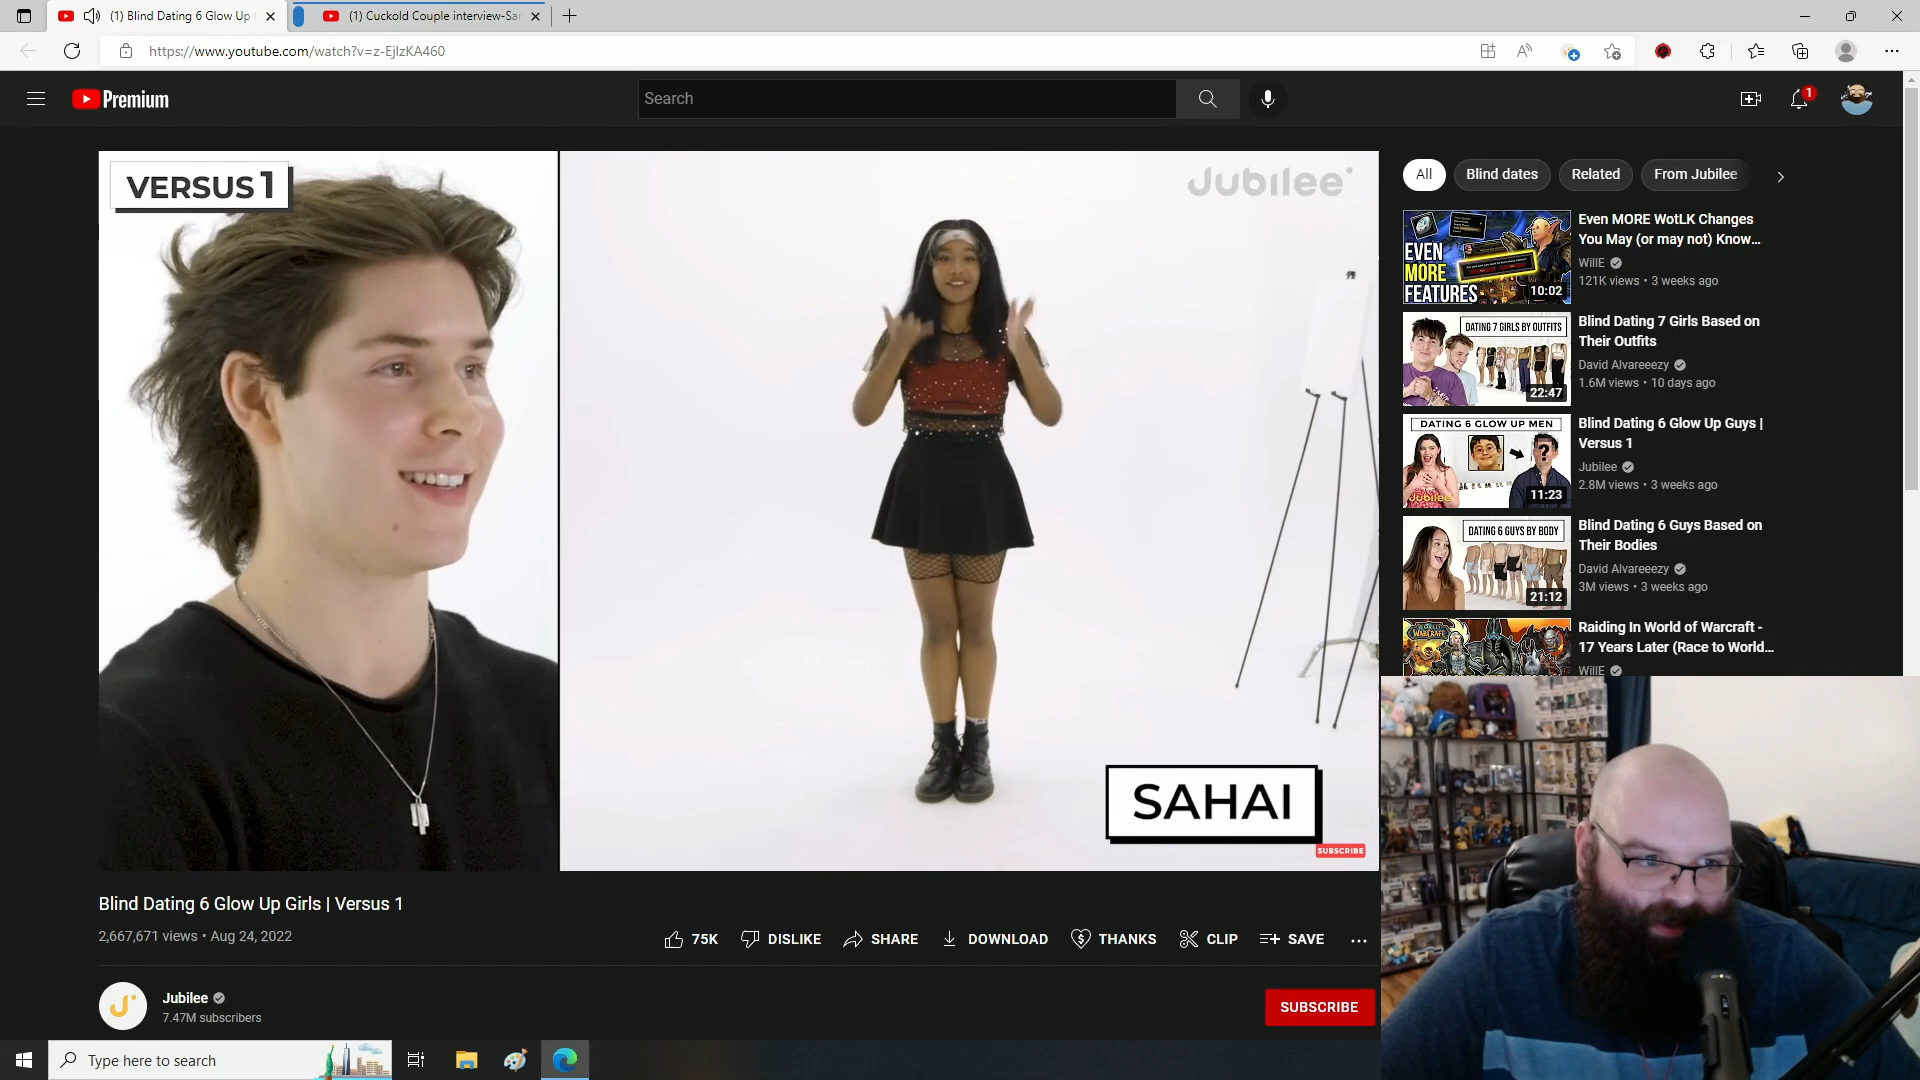 (1) Blind Dating 6 Glow Up
(1) Cuckold Couple interview-Sar
https://www.youtube.com/watch?v=z-EjlzKA460
Premium
Search
1
VERSUS 1
Jubilee
SAHAI
SUBSCRIBE
Blind Dating 6 Glow Up Girls | Versus 1
2,667,671 views • Aug 24, 2022
75K
DISLIKE
SHARE
DOWNLOAD
THANKS
CLIP
SAVE
Jubilee
7.47M subscribers
SUBSCRIBE
All
Blind dates
Related
From Jubilee
EVEN
MORE
FEATURES
10:02
Even MORE WotLK Changes
You May (or may not) Know...
WillE
121K views • 3 weeks ago
DATING 7 GIRLS BY OUTFITS
22:47
Blind Dating 7 Girls Based on
Their Outfits
David Alvareeezy
1.6M views • 10 days ago
DATING 6 GLOW UP MEN
?
Jubilee
11:23
Blind Dating 6 Glow Up Guys |
Versus 1
Jubilee
2.8M views • 3 weeks ago
DATING 6 GUYS BY BODY
21:12
Blind Dating 6 Guys Based on
Their Bodies
David Alvareeezy
3M views • 3 weeks ago
WARCRAFT
Raiding In World of Warcraft -
17 Years Later (Race to World...
WillE
Type here to search